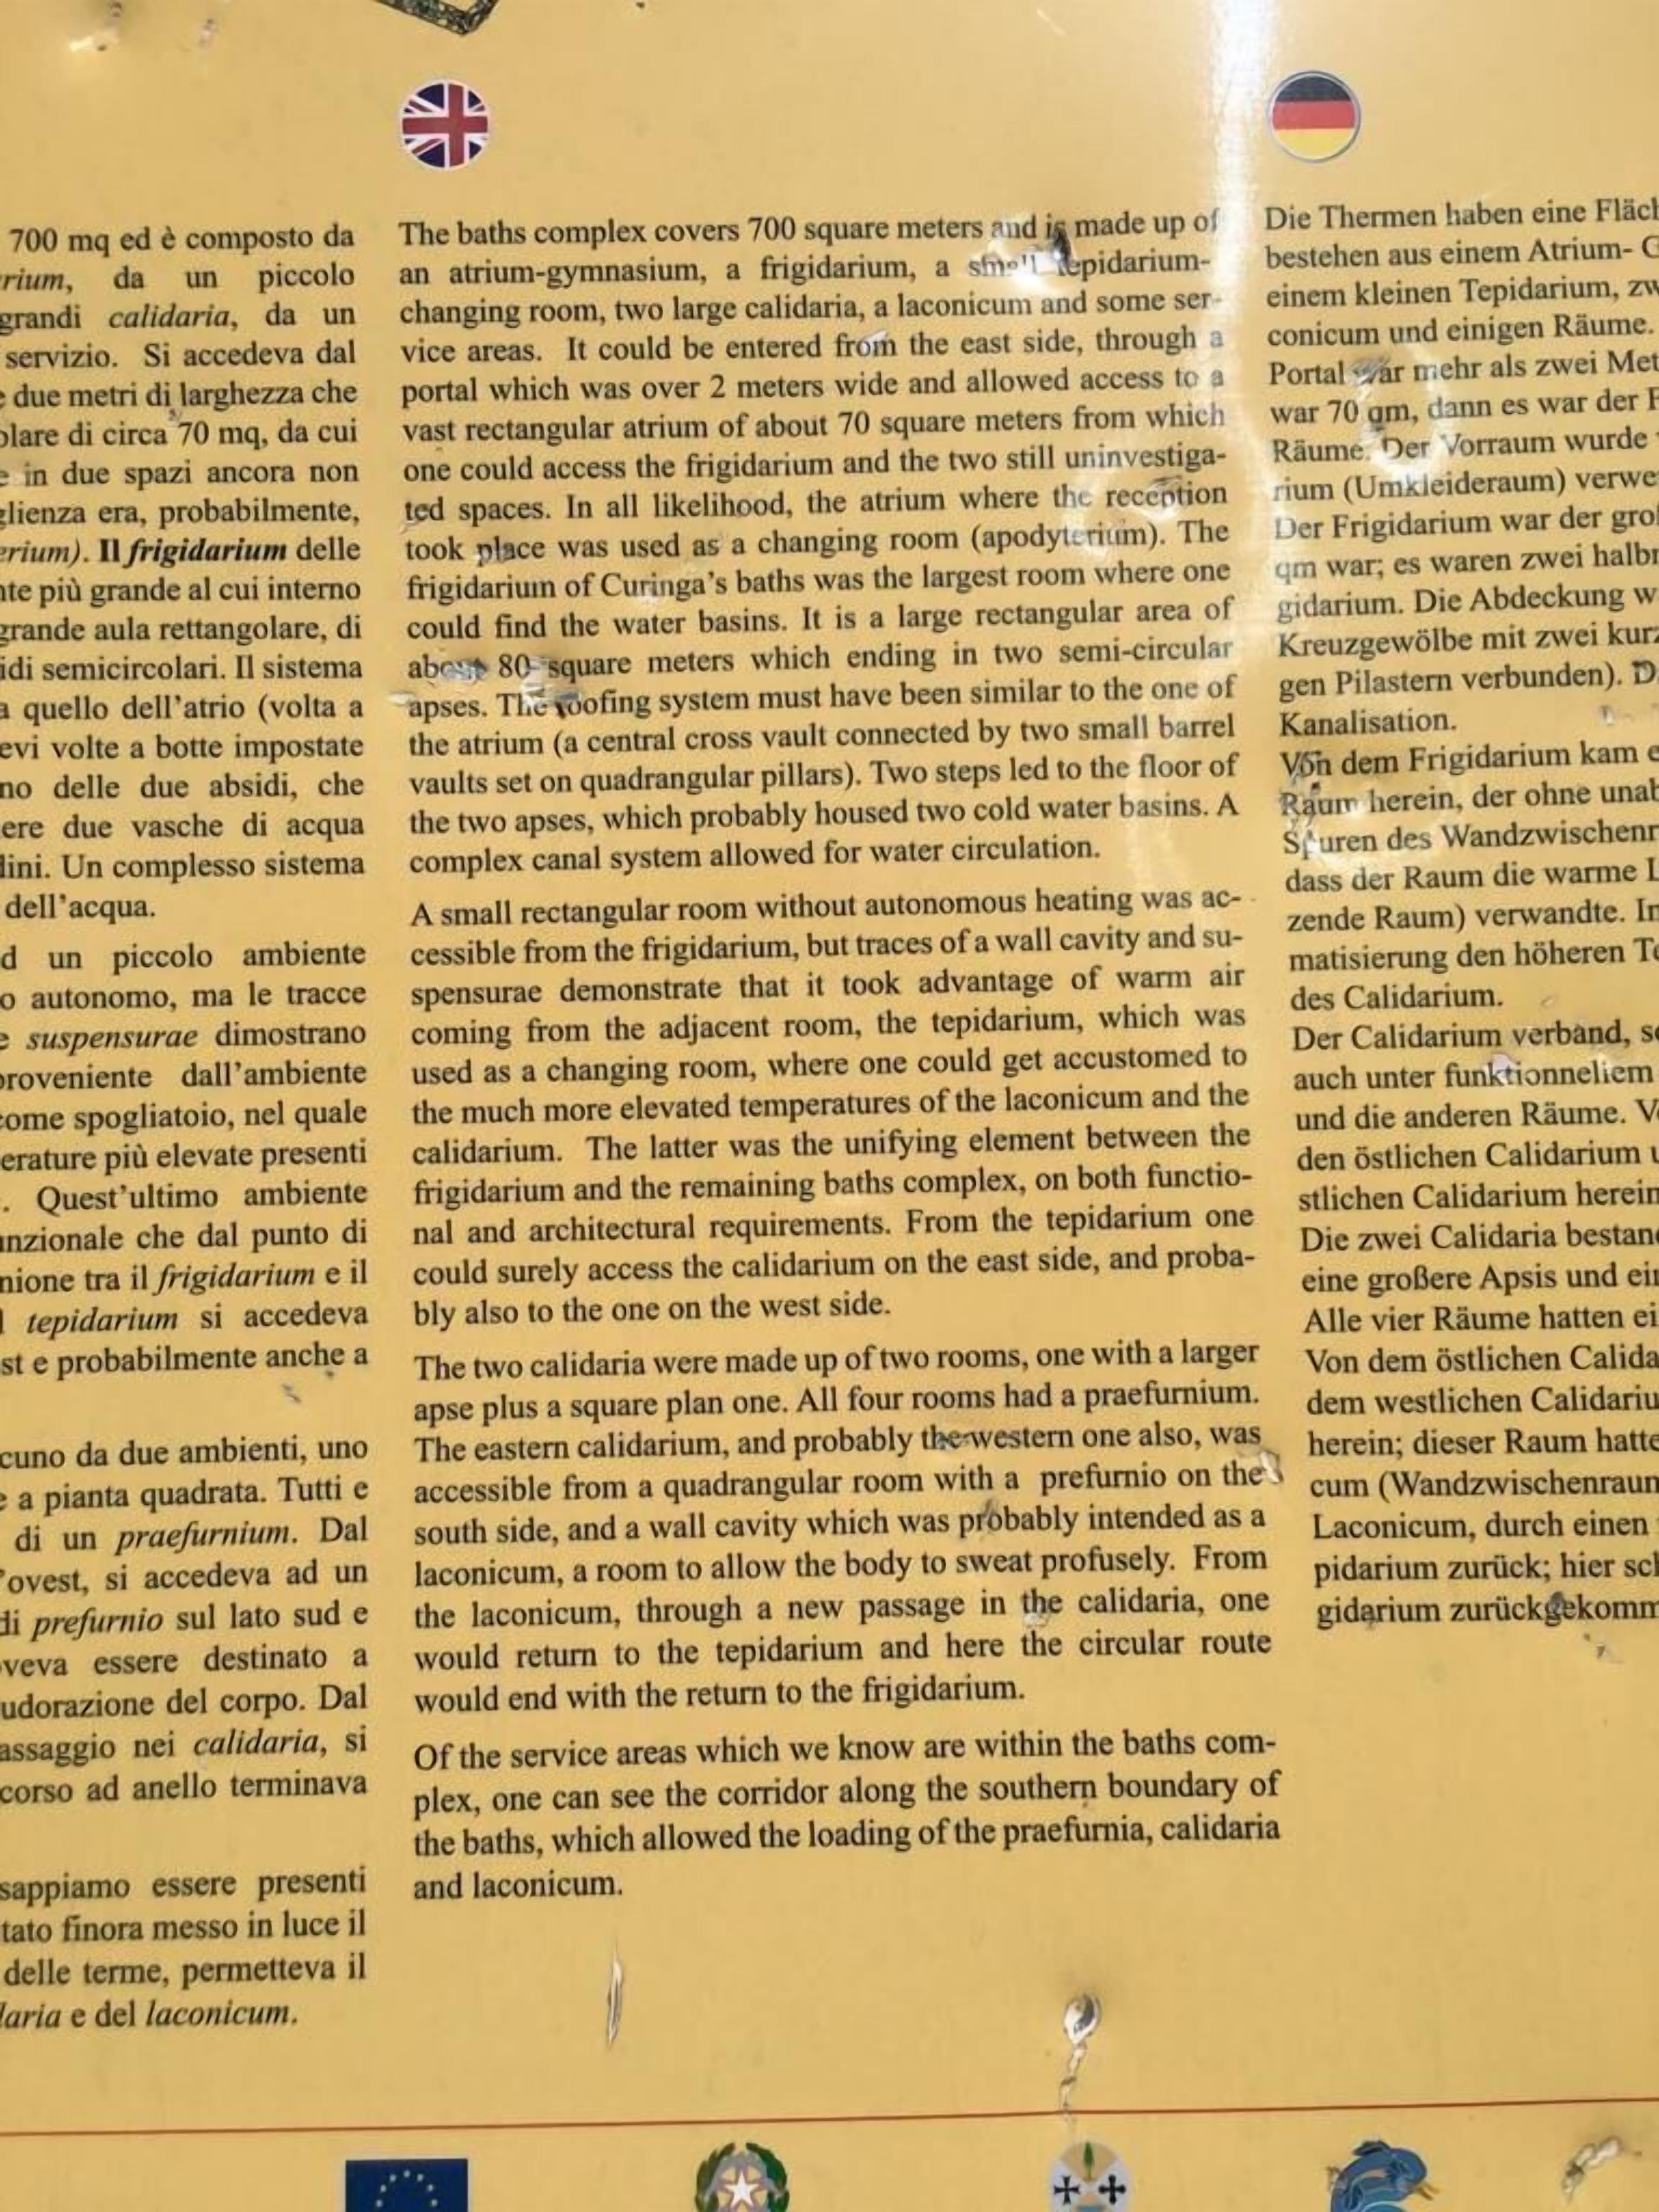 700 mq ed è composto da
rium, da un piccolo
grandi calidaria, da un
servizio. Si accedeva dal
e due metri di larghezza che
olare di circa 70 mq, da cui
e in due spazi ancora non
glienza era, probabilmente,
erium). Il frigidarium delle
nte più grande al cui interno
grande aula rettangolare, di
idi semicircolari. Il sistema
a quello dell'atrio (volta a
evi volte a botte impostate
no delle due absidi, che
ere due vasche di acqua
dini. Un complesso sistema
dell'acqua.
d un piccolo ambiente
o autonomo, ma le tracce
e suspensurae dimostrano
proveniente dall'ambiente
come spogliatoio, nel quale
erature più elevate presenti
. Quest'ultimo ambiente
unzionale che dal punto di
nione tra il frigidarium e il
l tepidarium si accedeva
st e probabilmente anche a
cuno da due ambienti, uno
e a pianta quadrata. Tutti e
di un praefurnium. Dal
'ovest, si accedeva ad un
di prefurnio sul lato sud e
oveva essere destinato a
udorazione del corpo. Dal
assaggio nei calidaria, si
corso ad anello terminava
sappiamo essere presenti
tato finora messo in luce il
delle terme, permetteva il
daria e del laconicum.
The baths complex covers 700 square meters and is made up of
an atrium-gymnasium, a frigidarium, a small tepidarium-
changing room, two large calidaria, a laconicum and some ser-
vice areas. It could be entered from the east side, through a
portal which was over 2 meters wide and allowed access to a
vast rectangular atrium of about 70 square meters from which
one could access the frigidarium and the two still uninvestiga-
ted spaces. In all likelihood, the atrium where the reception
took place was used as a changing room (apodyterium). The
frigidarium of Curinga's baths was the largest room where one
could find the water basins. It is a large rectangular area of
about 80 square meters which ending in two semi-circular
apses. The roofing system must have been similar to the one of
the atrium (a central cross vault connected by two small barrel
vaults set on quadrangular pillars). Two steps led to the floor of
the two apses, which probably housed two cold water basins. A
complex canal system allowed for water circulation.
A small rectangular room without autonomous heating was ac-
cessible from the frigidarium, but traces of a wall cavity and su-
spensurae demonstrate that it took advantage of warm air
coming from the adjacent room, the tepidarium, which was
used as a changing room, where one could get accustomed to
the much more elevated temperatures of the laconicum and the
calidarium. The latter was the unifying element between the
frigidarium and the remaining baths complex, on both functio-
nal and architectural requirements. From the tepidarium one
could surely access the calidarium on the east side, and proba-
bly also to the one on the west side.
The two calidaria were made up of two rooms, one with a larger
apse plus a square plan one. All four rooms had a praefurnium.
The eastern calidarium, and probably the western one also, was
accessible from a quadrangular room with a prefurnio on the
south side, and a wall cavity which was probably intended as a
laconicum, a room to allow the body to sweat profusely. From
the laconicum, through a new passage in the calidaria, one
would return to the tepidarium and here the circular route
would end with the return to the frigidarium.
Of the service areas which we know are within the baths com-
plex, one can see the corridor along the southern boundary of
the baths, which allowed the loading of the praefurnia, calidaria
and laconicum.
Die Thermen haben eine Fläch
bestehen aus einem Atrium- G
einem kleinen Tepidarium, zw
conicum und einigen Räume.
Portal war mehr als zwei Met
war 70 qm, dann es war der F
Räume. Der Vorraum wurde
rium (Umkleideraum) verwe
Der Frigidarium war der groß
qm war; es waren zwei halbr
gidarium. Die Abdeckung w
Kreuzgewölbe mit zwei kurz
gen Pilastern verbunden). D
Kanalisation.
Von dem Frigidarium kam e
Raum herein, der ohne unab
Spuren des Wandzwischenr
dass der Raum die warme L
zende Raum) verwandte. In
matisierung den höheren Te
des Calidarium.
Der Calidarium verband, so
auch unter funktionneliem
und die anderen Räume. V
den östlichen Calidarium u
stlichen Calidarium herein
Die zwei Calidaria bestand
eine großere Apsis und ein
Alle vier Räume hatten ei
Von dem östlichen Calida
dem westlichen Calidariu
herein; dieser Raum hatte
cum (Wandzwischenraum
Laconicum, durch einen
pidarium zurück; hier sch
gidarium zurückgekomm